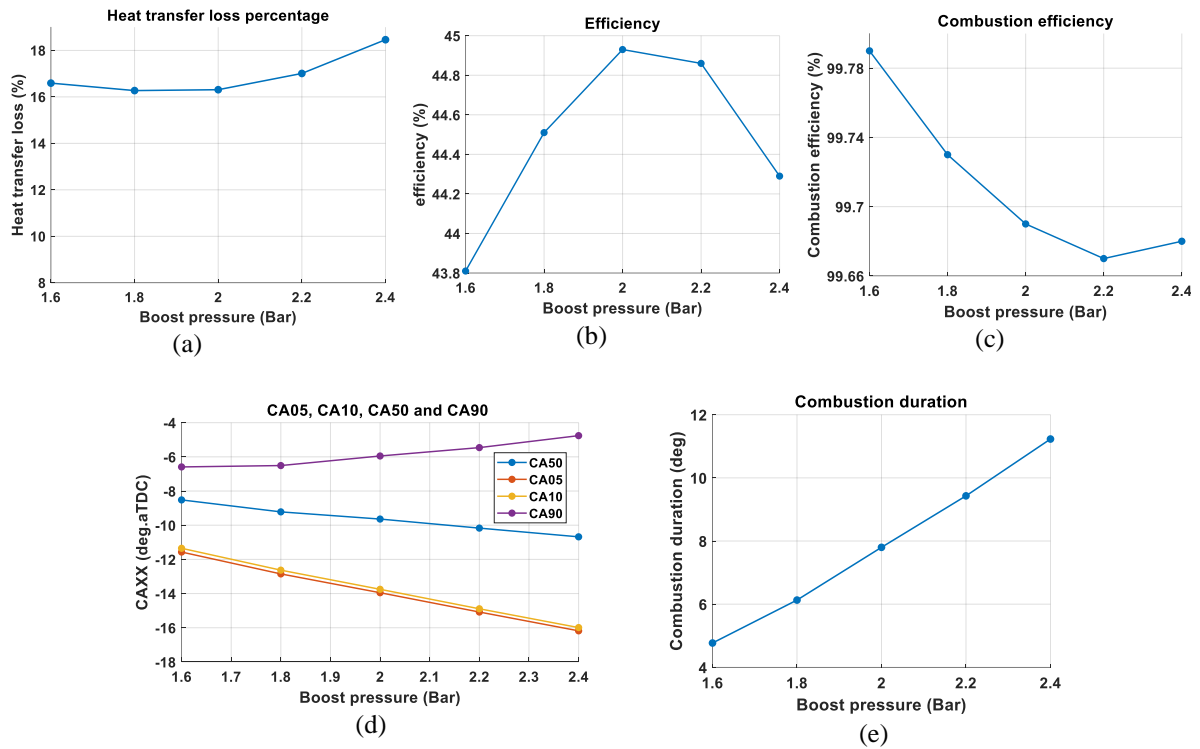 Heat transfer loss percentage
Heat transfer loss (%)
18
16
14
12
10
8
1.6 1.8 2 2.2 2.4
Boost pressure (Bar)
(a)
Efficiency
efficiency (%)
45
44.8
44.6
44.4
44.2
44
43.8
1.6 1.8 2 2.2 2.4
Boost pressure (Bar)
(b)
Combustion efficiency
Combustion efficiency (%)
99.78
99.74
99.7
99.66
1.6 1.8 2 2.2 2.4
Boost pressure (Bar)
(c)
CA05, CA10, CA50 and CA90
CAXX (deg.aTDC)
-4
-6
-8
-10
-12
-14
-16
-18
CA50
CA05
CA10
CA90
1.6 1.7 1.8 1.9 2 2.1 2.2 2.3 2.4
Boost pressure (Bar)
(d)
Combustion duration
Combustion duration (deg)
12
10
8
6
4
1.6 1.8 2 2.2 2.4
Boost pressure (Bar)
(e)